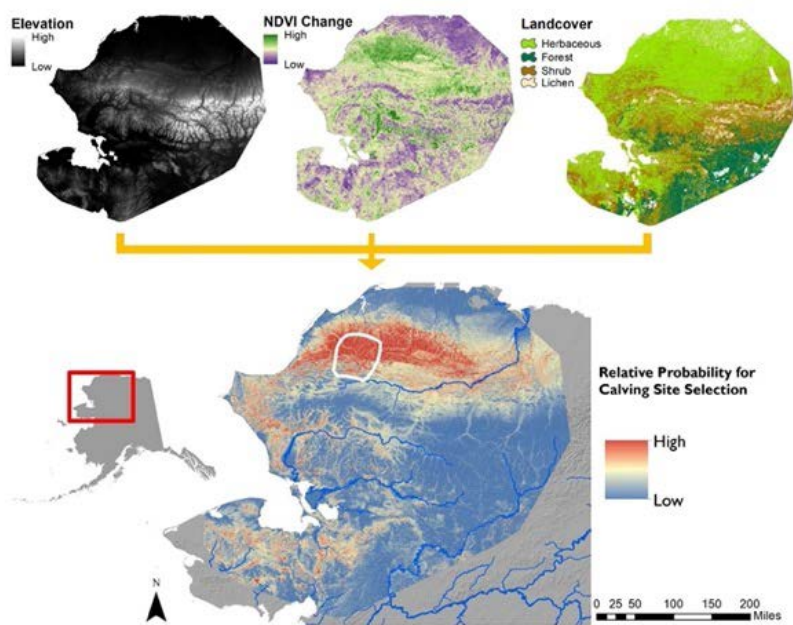 Elevation
High
Low
NDVI Change
High
Low
Landcover
Herbaceous
Forest
Shrub
Lichen
Relative Probability for
Calving Site Selection
High
Low
N
0 25 50 100 150 200
Miles